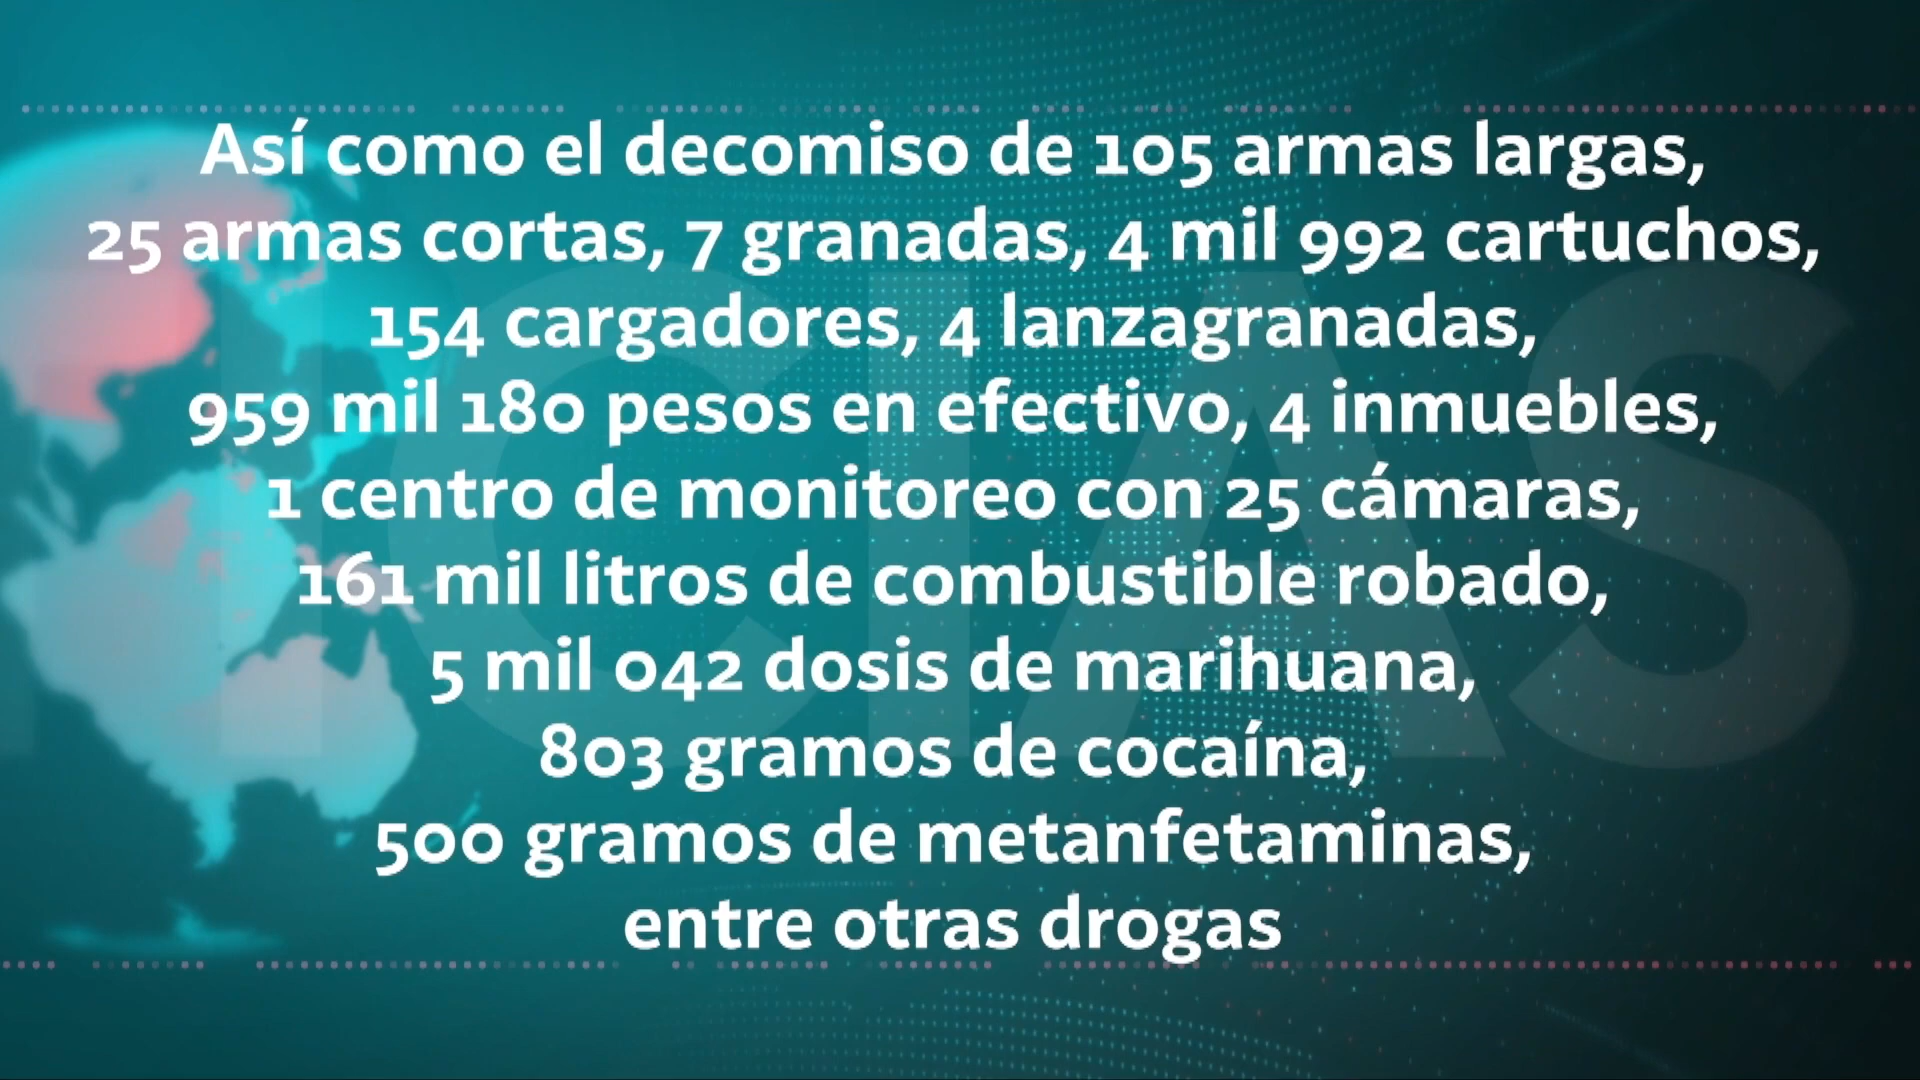 Así como el decomiso de 105 armas largas,
25 armas cortas, 7 granadas, 4 mil 992 cartuchos,
154 cargadores, 4 lanzagranadas,
959 mil 180 pesos en efectivo, 4 inmuebles,
1 centro de monitoreo con 25 cámaras,
161 mil litros de combustible robado,
5 mil 042 dosis de marihuana,
803 gramos de cocaína,
500 gramos de metanfetaminas,
entre otras drogas
ICIAS